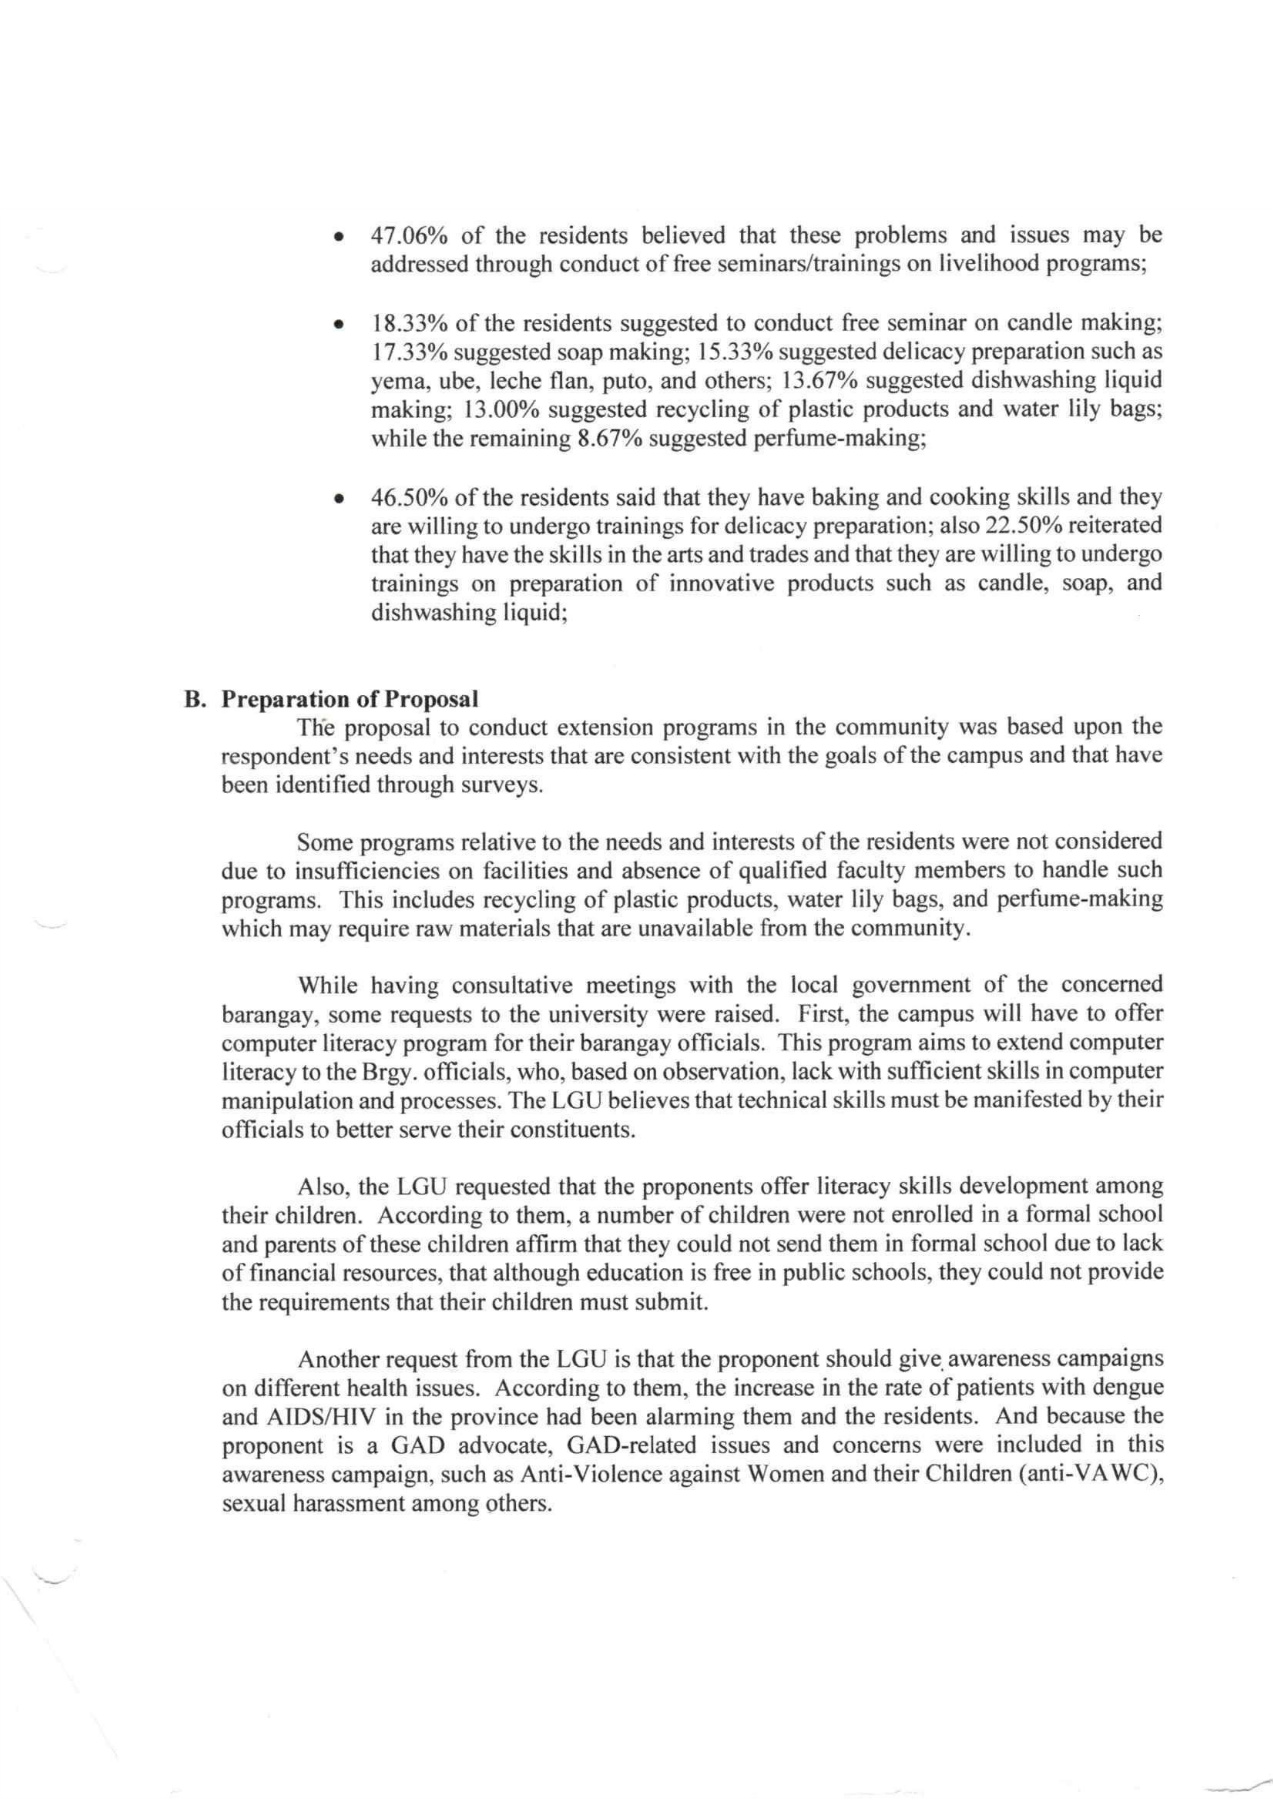 • 47.06% of the residents believed that these problems and issues may be
addressed through conduct of free seminars/trainings on livelihood programs;
• 18.33% of the residents suggested to conduct free seminar on candle making;
17.33% suggested soap making; 15.33% suggested delicacy preparation such as
yema, ube, leche flan, puto, and others; 13.67% suggested dishwashing liquid
making; 13.00% suggested recycling of plastic products and water lily bags;
while the remaining 8.67% suggested perfume-making;
• 46.50% of the residents said that they have baking and cooking skills and they
are willing to undergo trainings for delicacy preparation; also 22.50% reiterated
that they have the skills in the arts and trades and that they are willing to undergo
trainings on preparation of innovative products such as candle, soap, and
dishwashing liquid;
B. Preparation of Proposal
The proposal to conduct extension programs in the community was based upon the
respondent's needs and interests that are consistent with the goals of the campus and that have
been identified through surveys.
Some programs relative to the needs and interests of the residents were not considered
due to insufficiencies on facilities and absence of qualified faculty members to handle such
programs. This includes recycling of plastic products, water lily bags, and perfume-making
which may require raw materials that are unavailable from the community.
While having consultative meetings with the local government of the concerned
barangay, some requests to the university were raised. First, the campus will have to offer
computer literacy program for their barangay officials. This program aims to extend computer
literacy to the Brgy. officials, who, based on observation, lack with sufficient skills in computer
manipulation and processes. The LGU believes that technical skills must be manifested by their
officials to better serve their constituents.
Also, the LGU requested that the proponents offer literacy skills development among
their children. According to them, a number of children were not enrolled in a formal school
and parents of these children affirm that they could not send them in formal school due to lack
of financial resources, that although education is free in public schools, they could not provide
the requirements that their children must submit.
Another request from the LGU is that the proponent should give awareness campaigns
on different health issues. According to them, the increase in the rate of patients with dengue
and AIDS/HIV in the province had been alarming them and the residents. And because the
proponent is a GAD advocate, GAD-related issues and concerns were included in this
awareness campaign, such as Anti-Violence against Women and their Children (anti-VAWC),
sexual harassment among others.